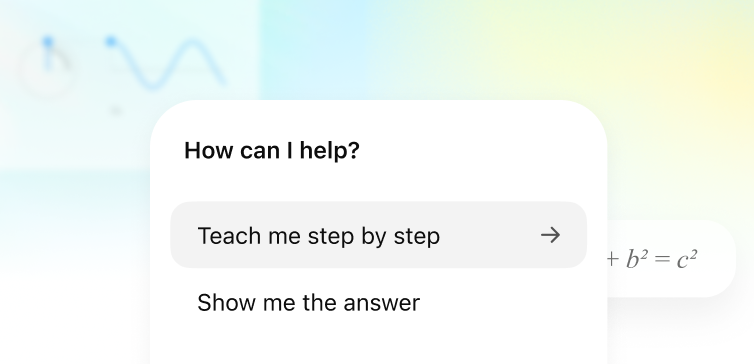 How can I help?
Teach me step by step
+ b² = c²
Show me the answer